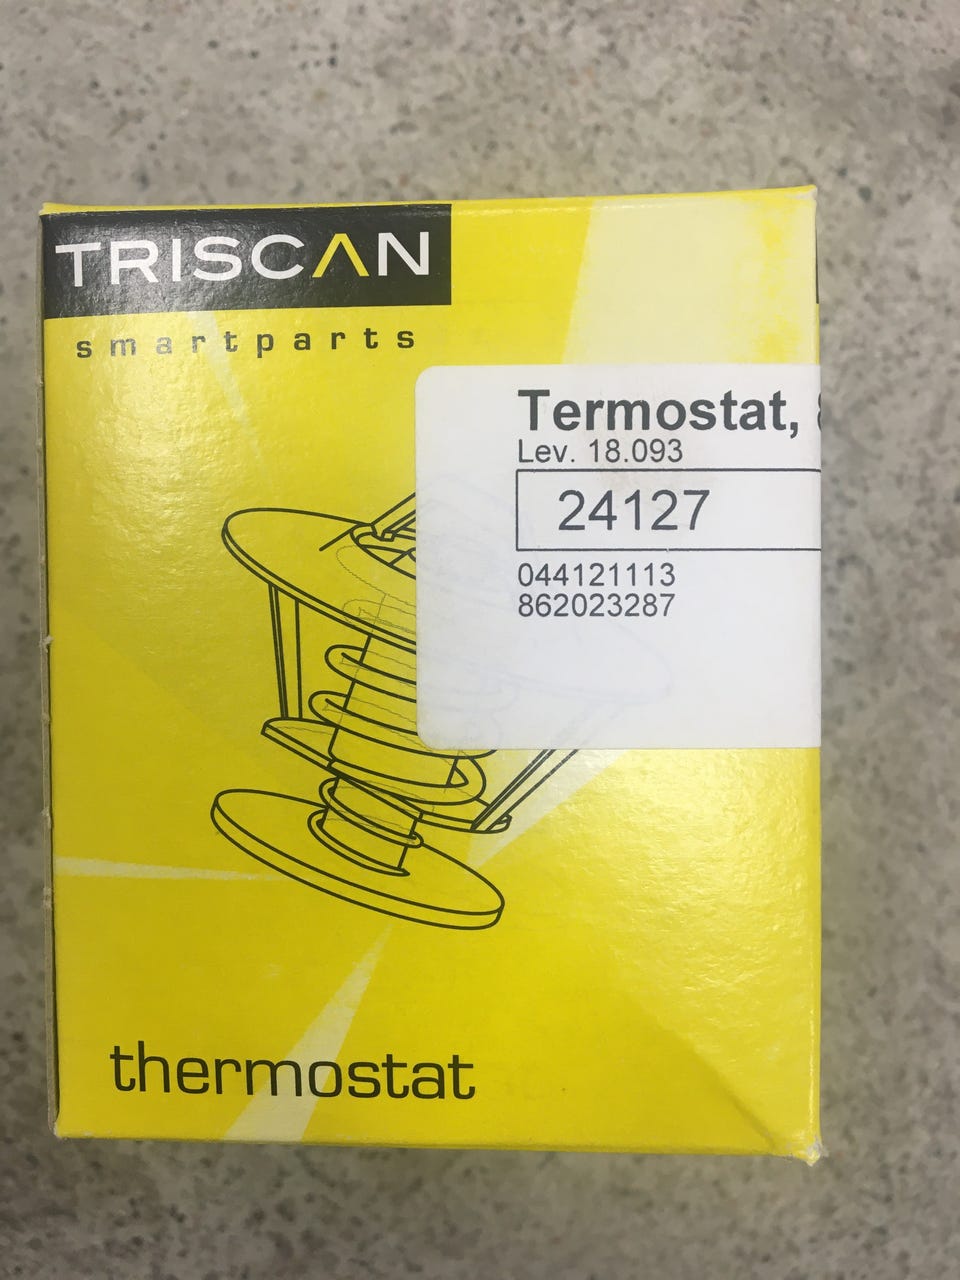 TRISCAN
smartparts
Termostat,
Lev. 18.093
24127
044121113
862023287
thermostat